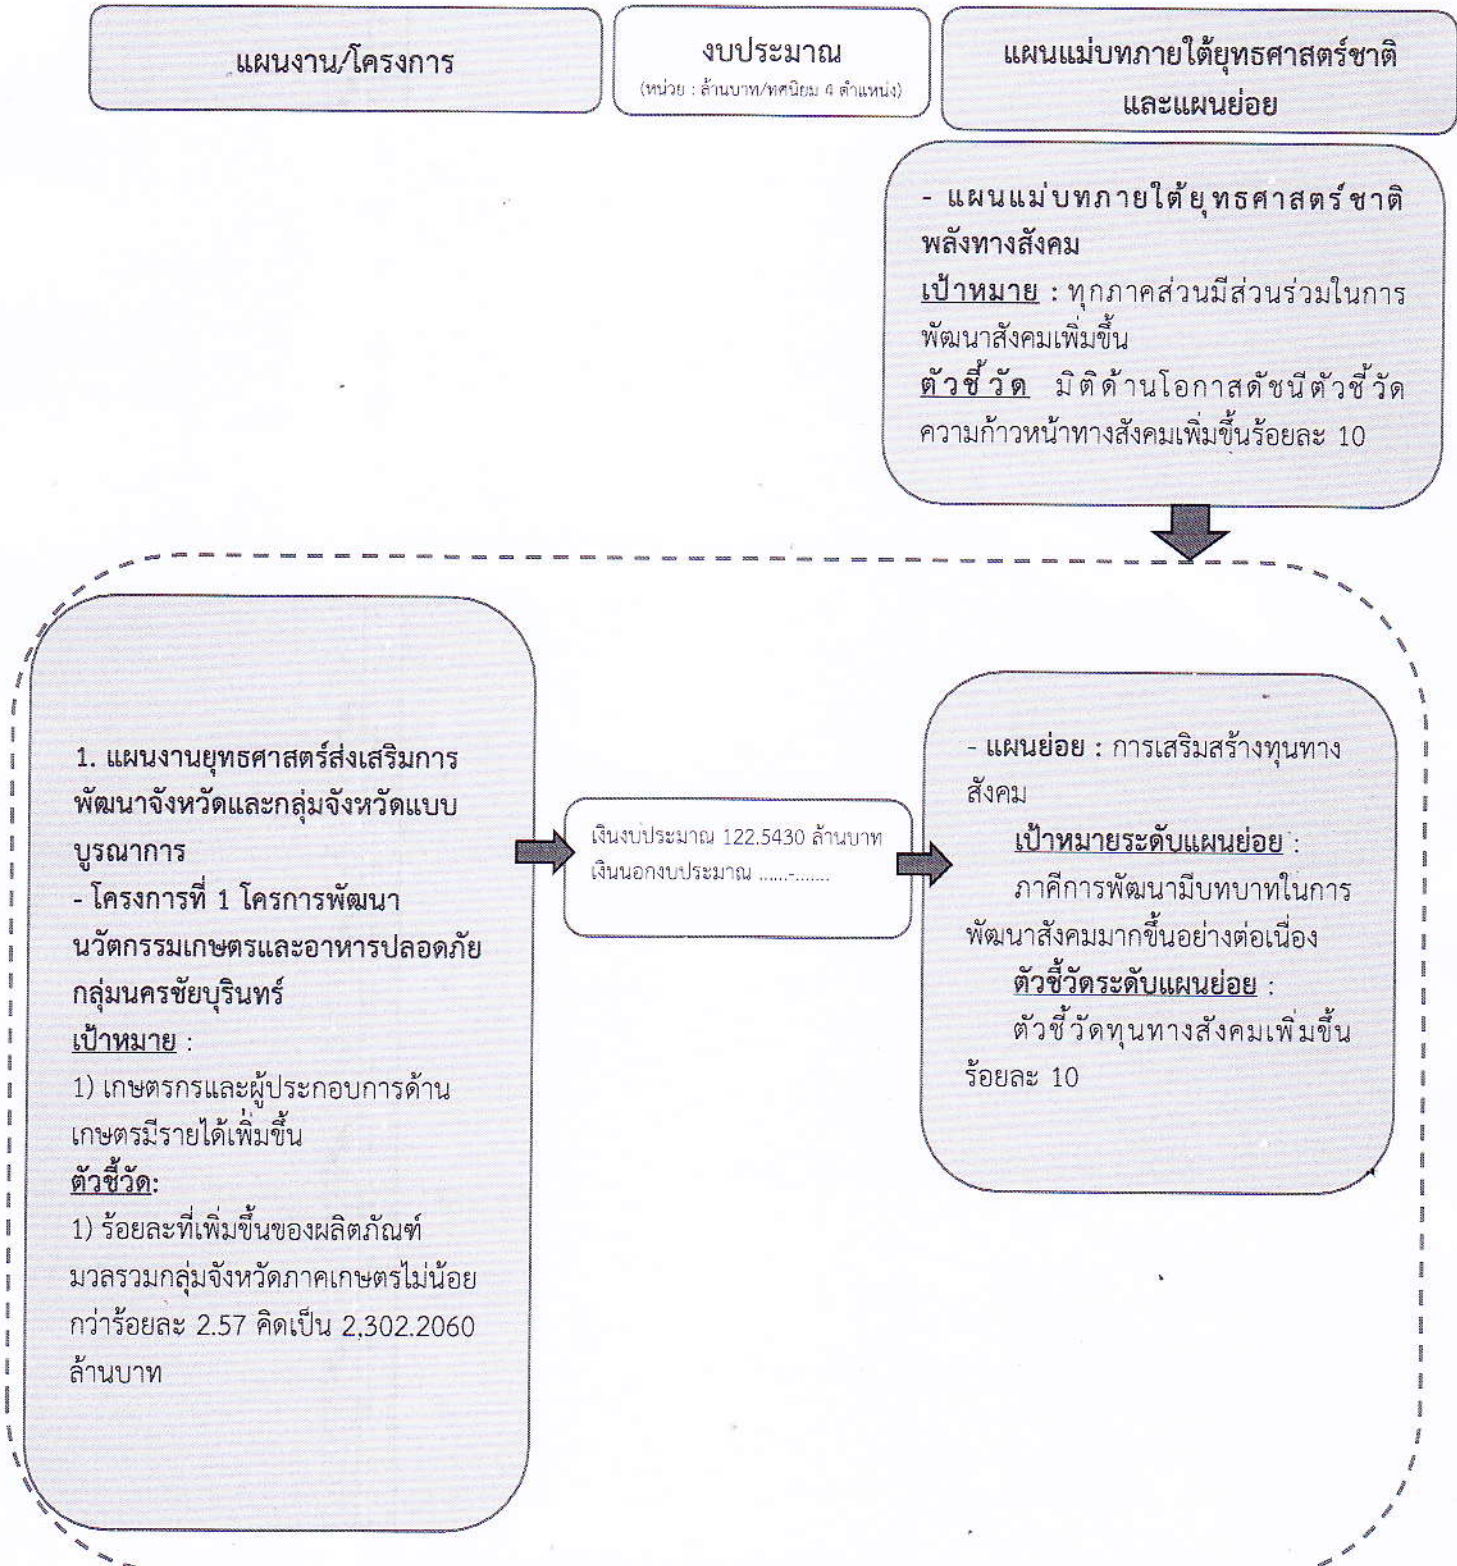 แผนงาน/โครงการ
งบประมาณ
(หน่วย : ล้านบาท/ทศนิยม 4 ตำแหน่ง)
แผนแม่บทภายใต้ยุทธศาสตร์ชาติ
และแผนย่อย
- แผนแม่บทภายใต้ยุทธศาสตร์ชาติ
พลังทางสังคม
เป้าหมาย : ทุกภาคส่วนมีส่วนร่วมในการ
พัฒนาสังคมเพิ่มขึ้น
ตัวชี้วัด มิติด้านโอกาสดัชนีตัวชี้วัด
ความก้าวหน้าทางสังคมเพิ่มขึ้นร้อยละ 10
1. แผนงานยุทธศาสตร์ส่งเสริมการ
พัฒนาจังหวัดและกลุ่มจังหวัดแบบ
บูรณาการ
- โครงการที่ 1 โครการพัฒนา
นวัตกรรมเกษตรและอาหารปลอดภัย
กลุ่มนครชัยบุรินทร์
เป้าหมาย :
1) เกษตรกรและผู้ประกอบการด้าน
เกษตรมีรายได้เพิ่มขึ้น
ตัวชี้วัด:
1) ร้อยละที่เพิ่มขึ้นของผลิตภัณฑ์
มวลรวมกลุ่มจังหวัดภาคเกษตรไม่น้อย
กว่าร้อยละ 2.57 คิดเป็น 2,302.2060
ล้านบาท
เงินงบประมาณ 122.5430 ล้านบาท
เงินนอกงบประมาณ ......-.......
- แผนย่อย : การเสริมสร้างทุนทาง
สังคม
เป้าหมายระดับแผนย่อย :
ภาคีการพัฒนามีบทบาทในการ
พัฒนาสังคมมากขึ้นอย่างต่อเนื่อง
ตัวชี้วัดระดับแผนย่อย :
ตัวชี้วัดทุนทางสังคมเพิ่มขึ้น
ร้อยละ 10